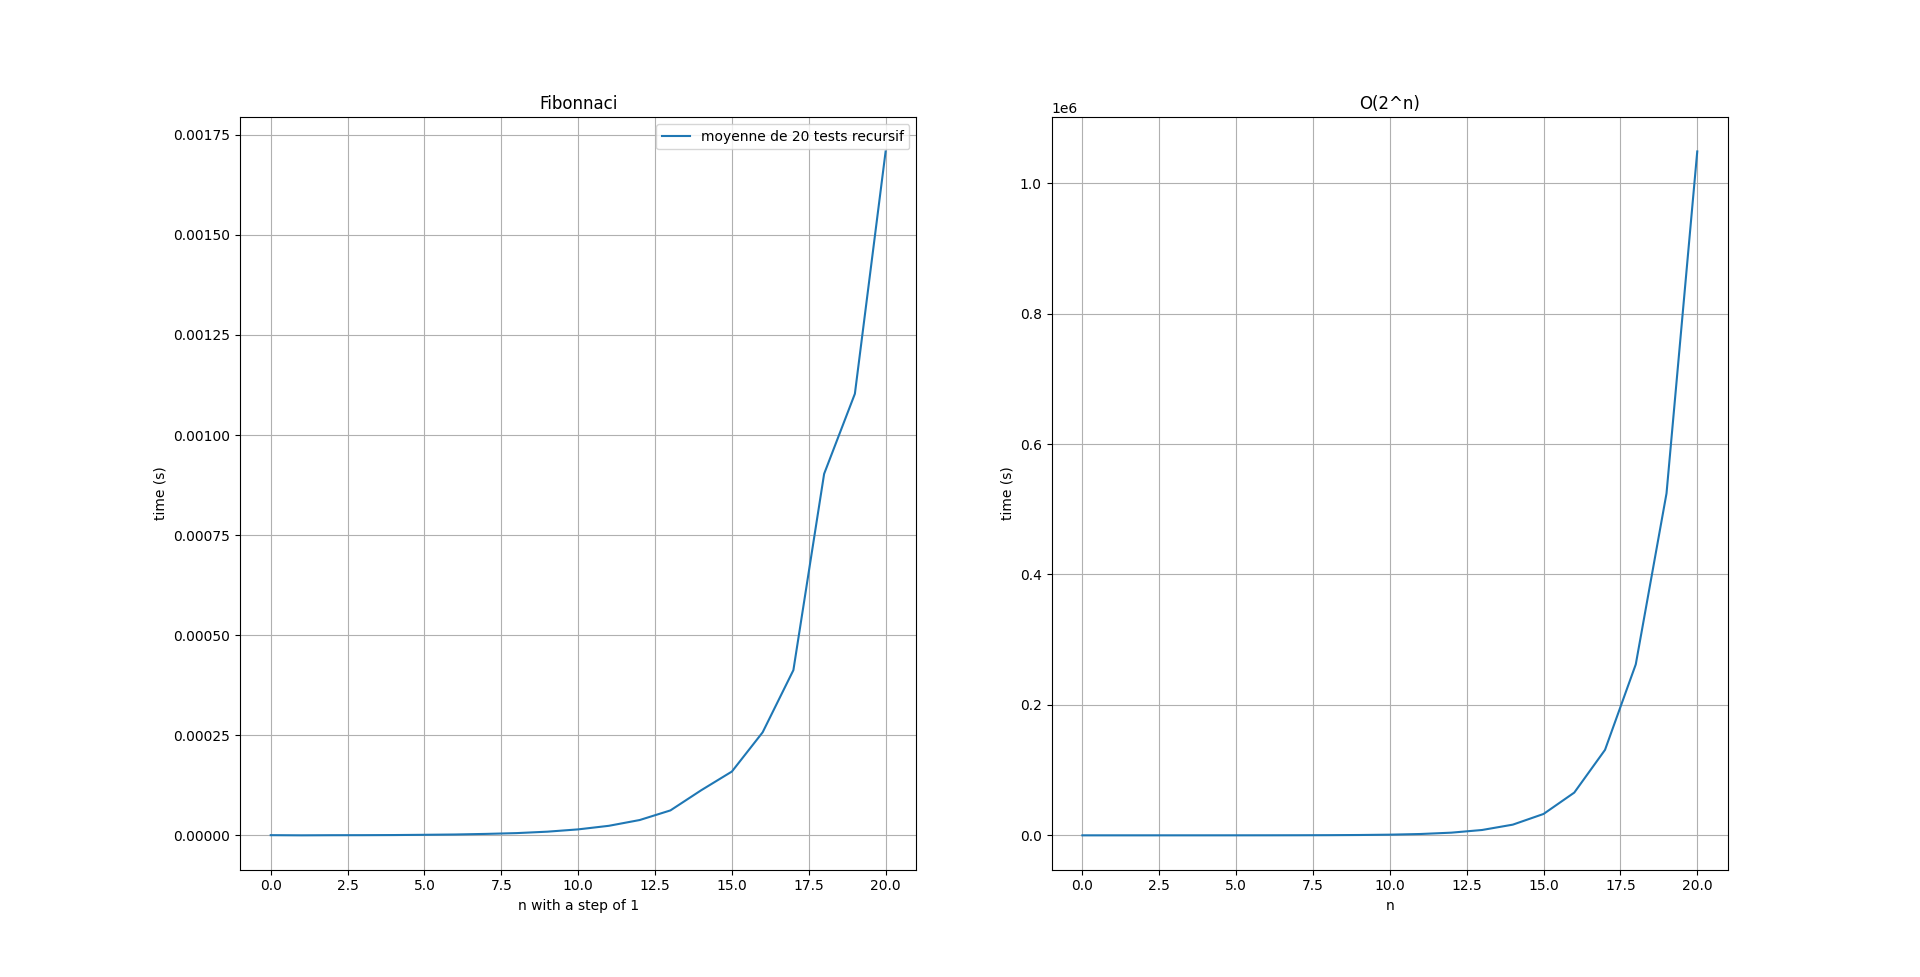 Fibonnaci
moyenne de 20 tests recursif
0.00175
0.00150
0.00125
0.00100
0.00075
0.00050
0.00025
0.00000
time (s)
0.0 2.5 5.0 7.5 10.0 12.5 15.0 17.5 20.0
n with a step of 1
O(2^n)
1e6
1.0
0.8
0.6
0.4
0.2
0.0
time (s)
0.0 2.5 5.0 7.5 10.0 12.5 15.0 17.5 20.0
n